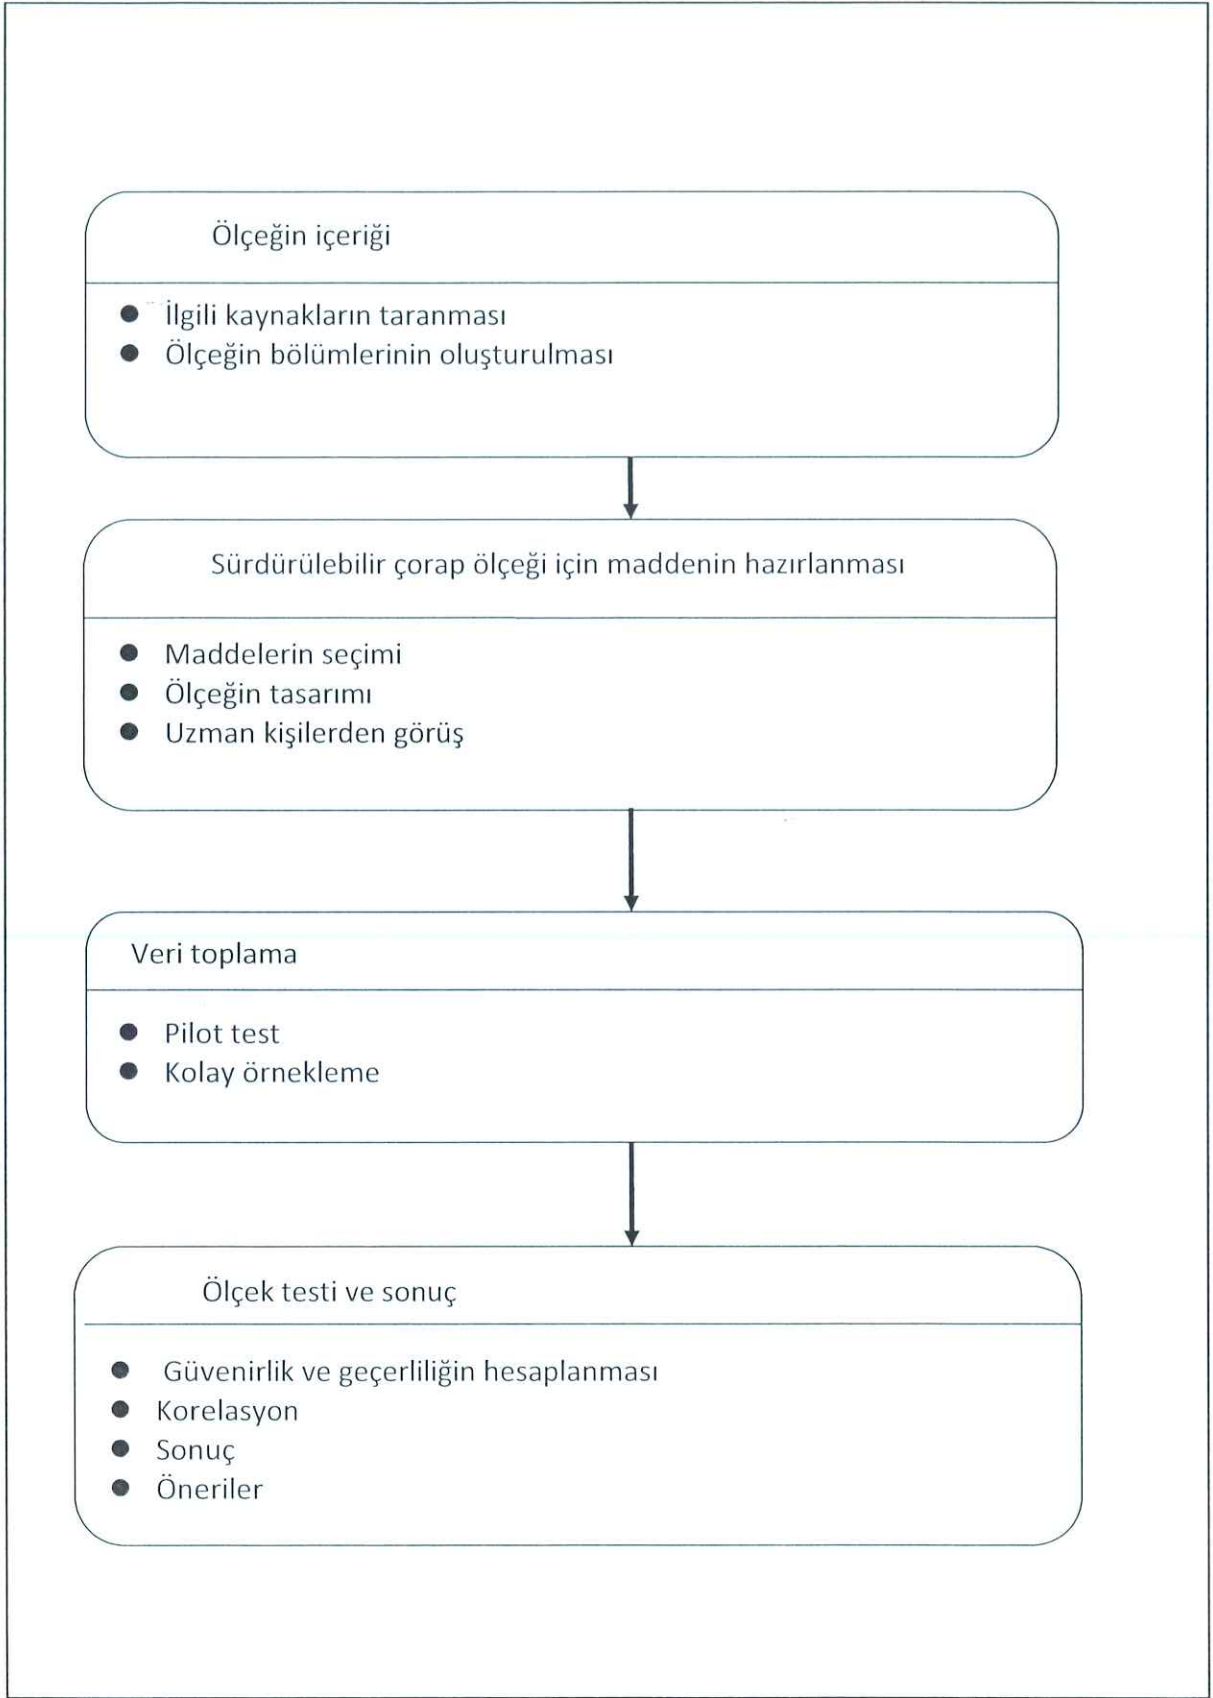 Ölçeğin içeriği
● İlgili kaynakların taranması
● Ölçeğin bölümlerinin oluşturulması
Sürdürülebilir çorap ölçeği için maddenin hazırlanması
● Maddelerin seçimi
● Ölçeğin tasarımı
● Uzman kişilerden görüş
Veri toplama
● Pilot test
● Kolay örnekleme
Ölçek testi ve sonuç
● Güvenirlik ve geçerliliğin hesaplanması
● Korelasyon
● Sonuç
● Öneriler